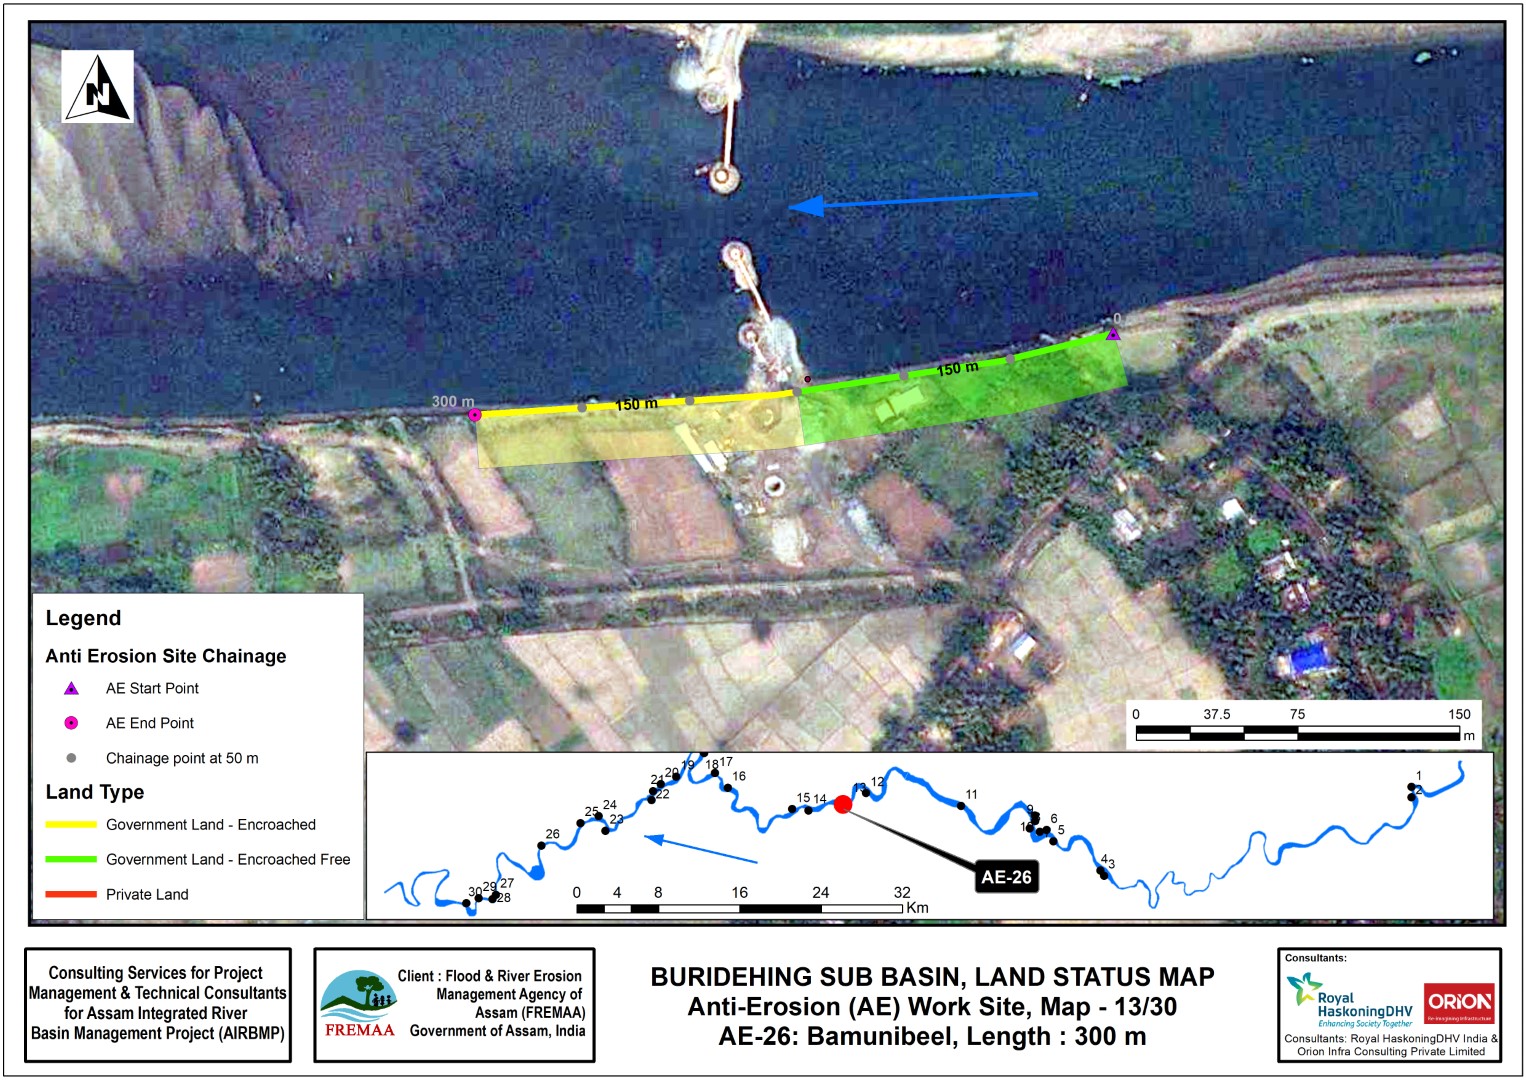 N
0
150 m
300 m
150 m
Legend
Anti Erosion Site Chainage
AE Start Point
AE End Point
Chainage point at 50 m
Land Type
Government Land - Encroached
Government Land - Encroached Free
Private Land
0 37.5 75 150
m
1
2
3
4
5
6
9
11
12
13
14
15
16
17
18
19
20
21
22
23
24
25
26
27
28
29
30
AE-26
0 4 8 16 24 32
Km
Consulting Services for Project
Management & Technical Consultants
for Assam Integrated River
Basin Management Project (AIRBMP)
FREMAA
Client : Flood & River Erosion
Management Agency of
Assam (FREMAA)
Government of Assam, India
BURIDEHING SUB BASIN, LAND STATUS MAP
Anti-Erosion (AE) Work Site, Map - 13/30
AE-26: Bamunibeel, Length : 300 m
Consultants:
Royal
HaskoningDHV
Enhancing Society Together
ORION
Re-imagining Infrastructure
Consultants: Royal HaskoningDHV India &
Orion Infra Consulting Private Limited